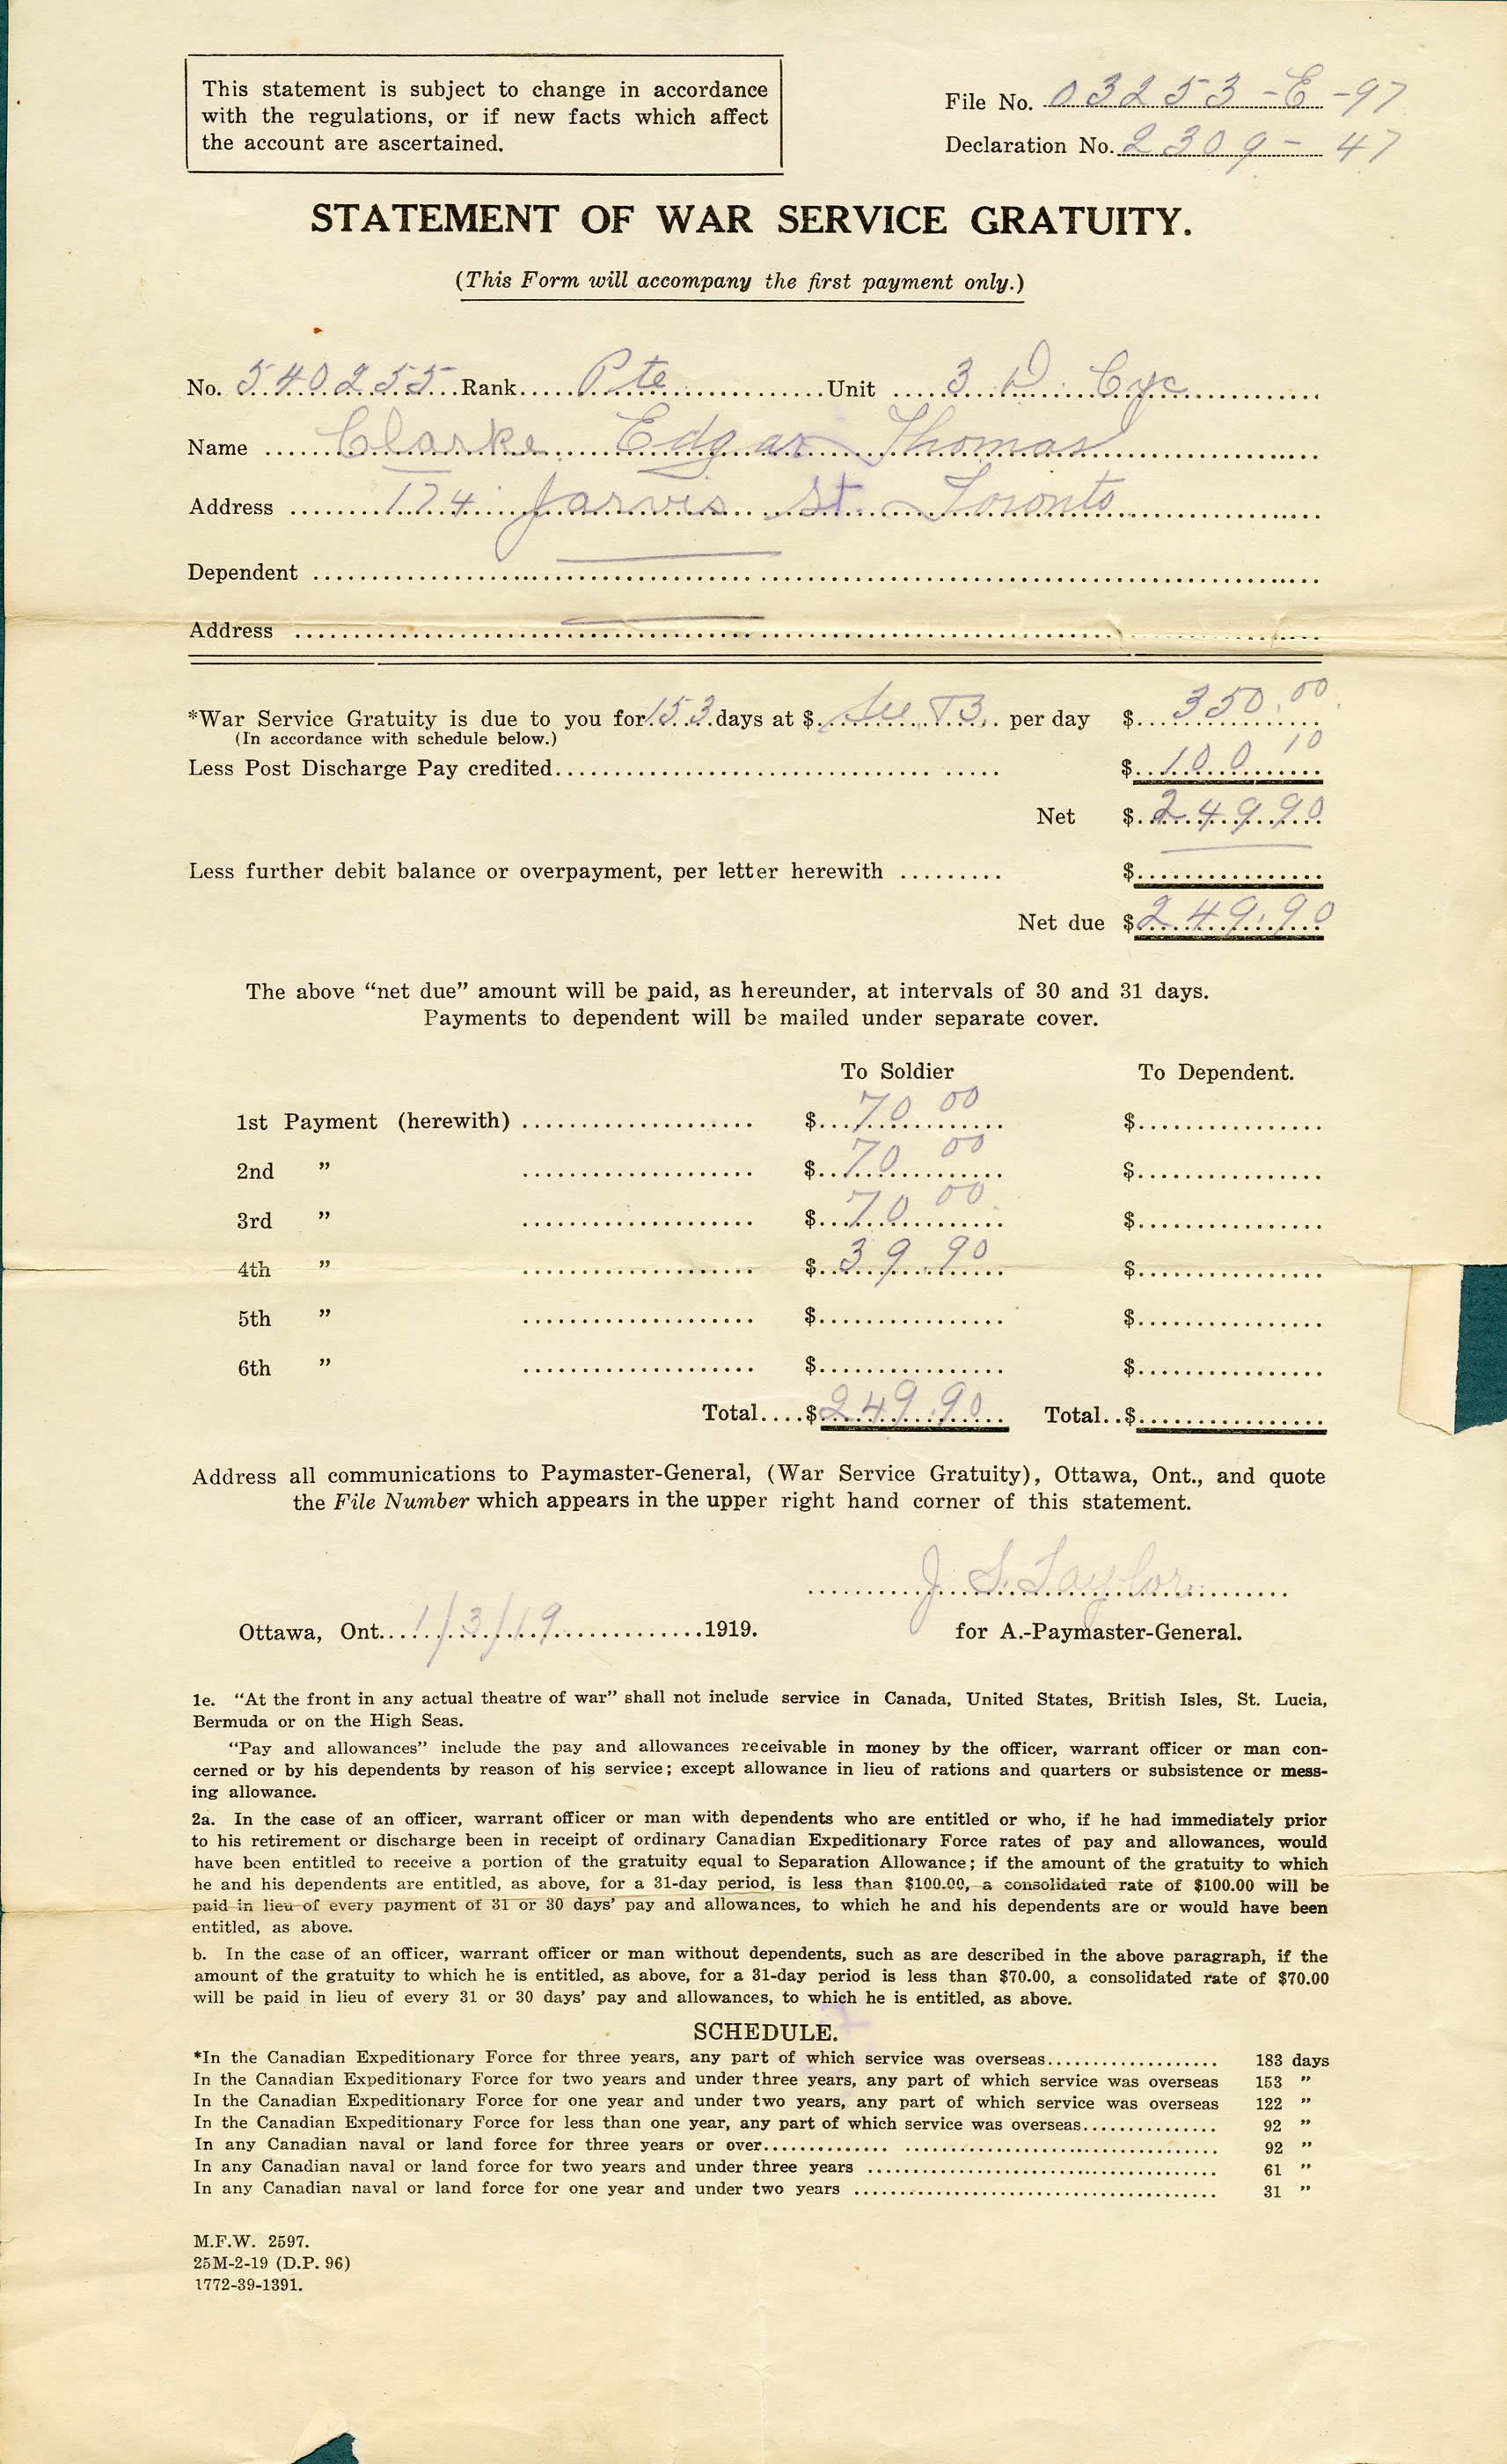 This statement is subject to change in accordance
with the regulations, or if new facts which affect
the account are ascertained.
File No. 03253-E-97
Declaration No. 2309-47
STATEMENT OF WAR SERVICE GRATUITY.
(This Form will accompany the first payment only.)
No. 540255 Rank Pte Unit 3 D. Cyc
Name Clarke Edgar Thomas
Address 174 Jarvis St. Toronto
Dependent
Address
*War Service Gratuity is due to you for 153 days at $ per day $ 350.00
(In accordance with schedule below.)
Less Post Discharge Pay credited $ 100 10
Net $ 249 90
Less further debit balance or overpayment, per letter herewith $
Net due $ 249.90
The above “net due” amount will be paid, as hereunder, at intervals of 30 and 31 days.
Payments to dependent will be mailed under separate cover.
To Soldier To Dependent.
1st Payment (herewith) $ 70 00 $
2nd ” $ 70 00 $
3rd ” $ 70 00 $
4th ” $ 39 90 $
5th ” $ $
6th ” $ $
Total $ 249.90 Total $
Address all communications to Paymaster-General, (War Service Gratuity), Ottawa, Ont., and quote
the File Number which appears in the upper right hand corner of this statement.
J. S. Taylor
Ottawa, Ont. 1/3/19 1919. for A.-Paymaster-General.
1e. “At the front in any actual theatre of war” shall not include service in Canada, United States, British Isles, St. Lucia,
Bermuda or on the High Seas.
“Pay and allowances” include the pay and allowances receivable in money by the officer, warrant officer or man con-
cerned or by his dependents by reason of his service; except allowance in lieu of rations and quarters or subsistence or mess-
ing allowance.
2a. In the case of an officer, warrant officer or man with dependents who are entitled or who, if he had immediately prior
to his retirement or discharge been in receipt of ordinary Canadian Expeditionary Force rates of pay and allowances, would
have been entitled to receive a portion of the gratuity equal to Separation Allowance; if the amount of the gratuity to which
he and his dependents are entitled, as above, for a 31-day period, is less than $100.00, a consolidated rate of $100.00 will be
paid in lieu of every payment of 31 or 30 days’ pay and allowances, to which he and his dependents are or would have been
entitled, as above.
b. In the case of an officer, warrant officer or man without dependents, such as are described in the above paragraph, if the
amount of the gratuity to which he is entitled, as above, for a 31-day period is less than $70.00, a consolidated rate of $70.00
will be paid in lieu of every 31 or 30 days’ pay and allowances, to which he is entitled, as above.
SCHEDULE.
*In the Canadian Expeditionary Force for three years, any part of which service was overseas 183 days
In the Canadian Expeditionary Force for two years and under three years, any part of which service was overseas 153 ”
In the Canadian Expeditionary Force for one year and under two years, any part of which service was overseas 122 ”
In the Canadian Expeditionary Force for less than one year, any part of which service was overseas 92 ”
In any Canadian naval or land force for three years or over 92 ”
In any Canadian naval or land force for two years and under three years 61 ”
In any Canadian naval or land force for one year and under two years 31 ”
M.F.W. 2597.
25M-2-19 (D.P. 96)
1772-39-1391.